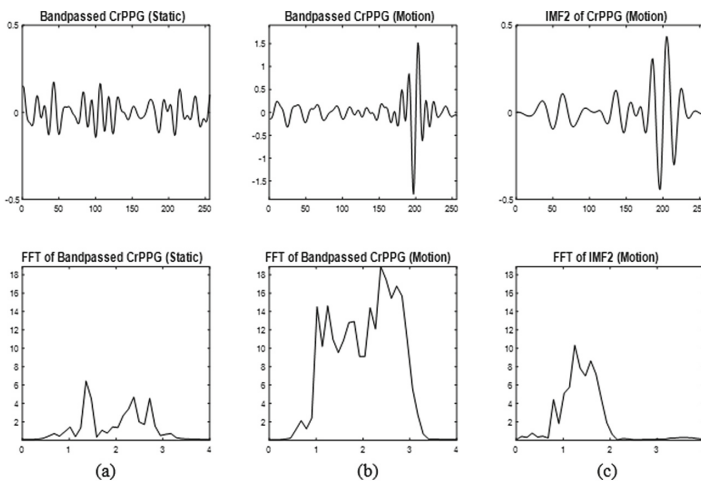 Bandpassed CrPPG (Static)
0.5
0
-0.5
0 50 100 150 200 250
Bandpassed CrPPG (Motion)
1.5
1
0.5
0
-0.5
-1
-1.5
0 50 100 150 200 250
IMF2 of CrPPG (Motion)
0.5
0
-0.5
0 50 100 150 200 250
FFT of Bandpassed CrPPG (Static)
18
16
14
12
10
8
6
4
2
0 1 2 3 4
(a)
FFT of Bandpassed CrPPG (Motion)
18
16
14
12
10
8
6
4
2
0 1 2 3 4
(b)
FFT of IMF2 (Motion)
18
16
14
12
10
8
6
4
2
0 1 2 3
(c)